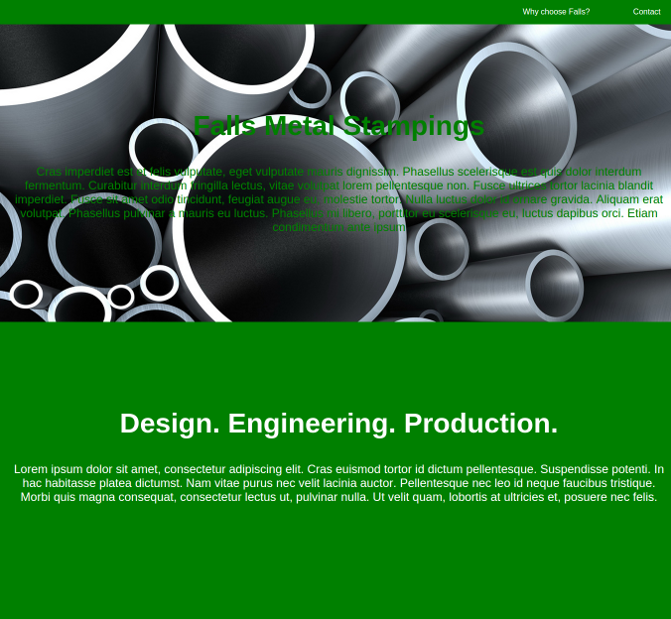 Why choose Falls? Contact
Falls Metal Stampings
Cras imperdiet est at felis vulputate, eget vulputate mauris dignissim. Phasellus scelerisque est quis dolor interdum
fermentum. Curabitur interdum fringilla lectus, vitae volutpat lorem pellentesque non. Fusce ultrices tortor lacinia blandit
imperdiet. Fusce sit amet odio tincidunt, feugiat augue eu, molestie tortor. Nulla luctus dolor ornare gravida. Aliquam erat
volutpat. Phasellus pulvinar a mauris eu luctus. Phasellus libero, porttitor eu scelerisque eu, luctus dapibus orci. Etiam
condimentum ante ipsum
Design. Engineering. Production.
Lorem ipsum dolor sit amet, consectetur adipiscing elit. Cras euismod tortor id dictum pellentesque. Suspendisse potenti. In
hac habitasse platea dictumst. Nam vitae purus nec velit lacinia auctor. Pellentesque nec leo id neque faucibus tristique.
Morbi quis magna consequat, consectetur lectus ut, pulvinar nulla. Ut velit quam, lobortis at ultricies et, posuere nec felis.